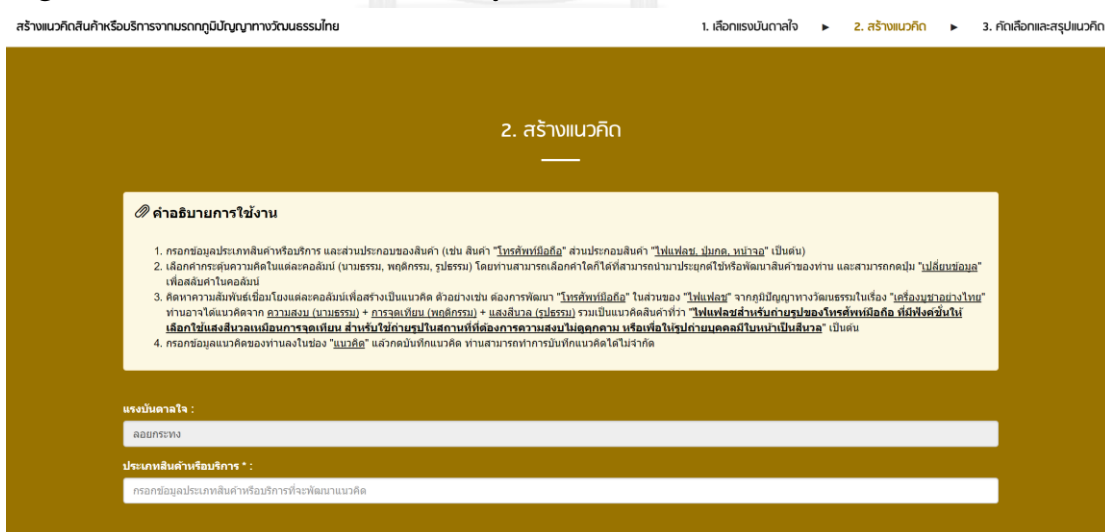 สร้างแนวคิดสินค้าหรือบริการจากมรดกภูมิปัญญาทางวัฒนธรรมไทย
1. เลือกแรงบันดาลใจ ► 2. สร้างแนวคิด ► 3. คัดเลือกและสรุปแนวคิด
2. สร้างแนวคิด
คำอธิบายการใช้งาน
1. กรอกข้อมูลประเภทสินค้าหรือบริการ และส่วนประกอบของสินค้า (เช่น สินค้า "โทรศัพท์มือถือ" ส่วนประกอบสินค้า "ไฟแฟลช, ปุ่มกด, หน้าจอ" เป็นต้น)
2. เลือกคำกระตุ้นความคิดในแต่ละคอลัมน์ (นามธรรม, พฤติกรรม, รูปธรรม) โดยท่านสามารถเลือกคำใดก็ได้ที่สามารถนำมาประยุกต์ใช้หรือพัฒนาสินค้าของท่าน และสามารถกดปุ่ม "เปลี่ยนข้อมูล"
เพื่อสลับคำในคอลัมน์
3. คิดหาความสัมพันธ์เชื่อมโยงแต่ละคอลัมน์เพื่อสร้างเป็นแนวคิด ตัวอย่างเช่น ต้องการพัฒนา "โทรศัพท์มือถือ" ในส่วนของ "ไฟแฟลช" จากภูมิปัญญาทางวัฒนธรรมในเรื่อง "เครื่องบูชาอย่างไทย"
ท่านอาจได้แนวคิดจาก ความสงบ (นามธรรม) + การจุดเทียน (พฤติกรรม) + แสงสีนวล (รูปธรรม) รวมเป็นแนวคิดสินค้าที่ว่า "ไฟแฟลชสำหรับถ่ายรูปของโทรศัพท์มือถือ ที่มีฟังค์ชั่นให้
เลือกใช้แสงสีนวลเหมือนการจุดเทียน สำหรับใช้ถ่ายรูปในสถานที่ที่ต้องการความสงบไม่คุกคาม หรือเพื่อให้รูปถ่ายบุคคลมีใบหน้าเป็นสีนวล" เป็นต้น
4. กรอกข้อมูลแนวคิดของท่านลงในช่อง "แนวคิด" แล้วกดบันทึกแนวคิด ท่านสามารถทำการบันทึกแนวคิดได้ไม่จำกัด
แรงบันดาลใจ :
ลอยกระทง
ประเภทสินค้าหรือบริการ * :
กรอกข้อมูลประเภทสินค้าหรือบริการที่จะพัฒนาแนวคิด